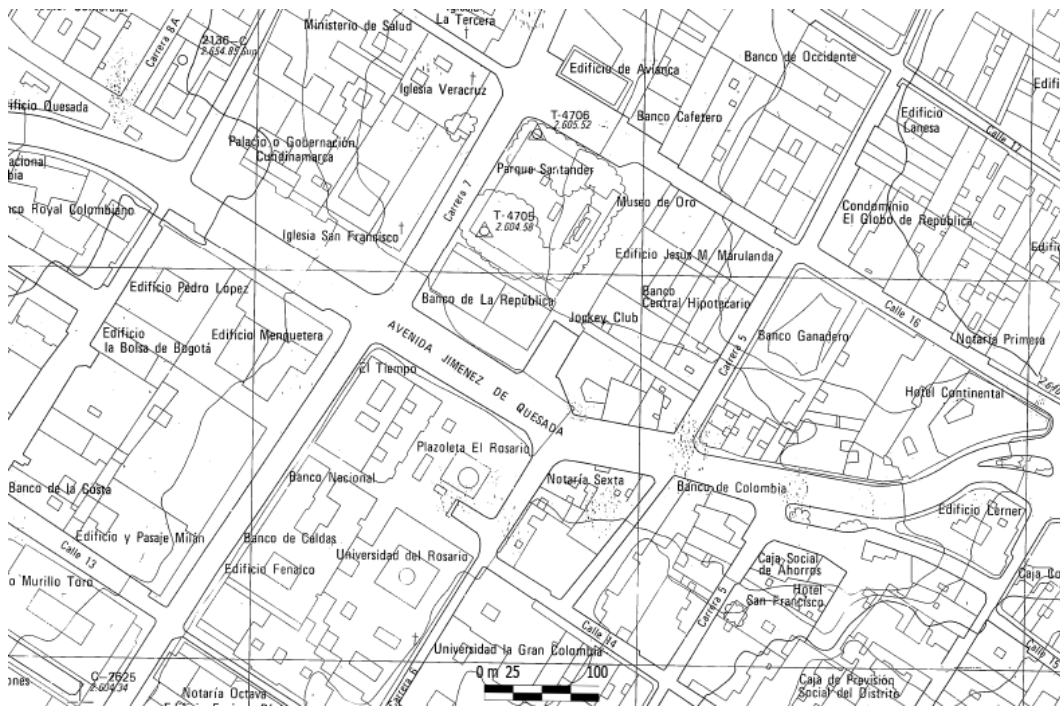 Carrera 8A
Ministerio de Salud
La Tercera
2136-C
2.654.85
Edificio de Avianca
Banco de Occidente
Iglesia Veracruz
Quesada
T-4706
2.605.52
Banco Cafetero
Edificio
Lanesa
Calle 17
Palacio o Gobernación
Cundinamarca
Parque Santander
Carrera 7
Museo de Oro
Royal Colombiano
T-4705
2.604.58
Condominio
El Globo de República
Iglesia San Francisco
Edificio Jesus M. Marulanda
Edificio Pedro López
Banco de La República
Banco
Central Hipotecario
Jockey Club
Calle 16
Edificio
la Bolsa de Bogotá
Edificio Menquetera
AVENIDA JIMENEZ DE QUESADA
Carrera 5
Banco Ganadero
Notaría Primera
El Tiempo
Hotel Continental
Plazoleta El Rosario
Banco Nacional
Notaría Sexta
Banco de Colombia
Banco de la Costa
Edificio Lerner
Edificio y Pasaje Milán
Banco de Caldas
Universidad del Rosario
Calle 13
Edificio Fenalco
Caja Social
de Ahorros
Murillo Toro
Hotel
San Francisco
Carrera 5
Calle 14
Universidad la Gran Colombia
Calle 15
C-2625
2.604.34
Carrera 6
0 m 25 100
Notaría Octava
Caja de Previsión
Social del Distrito